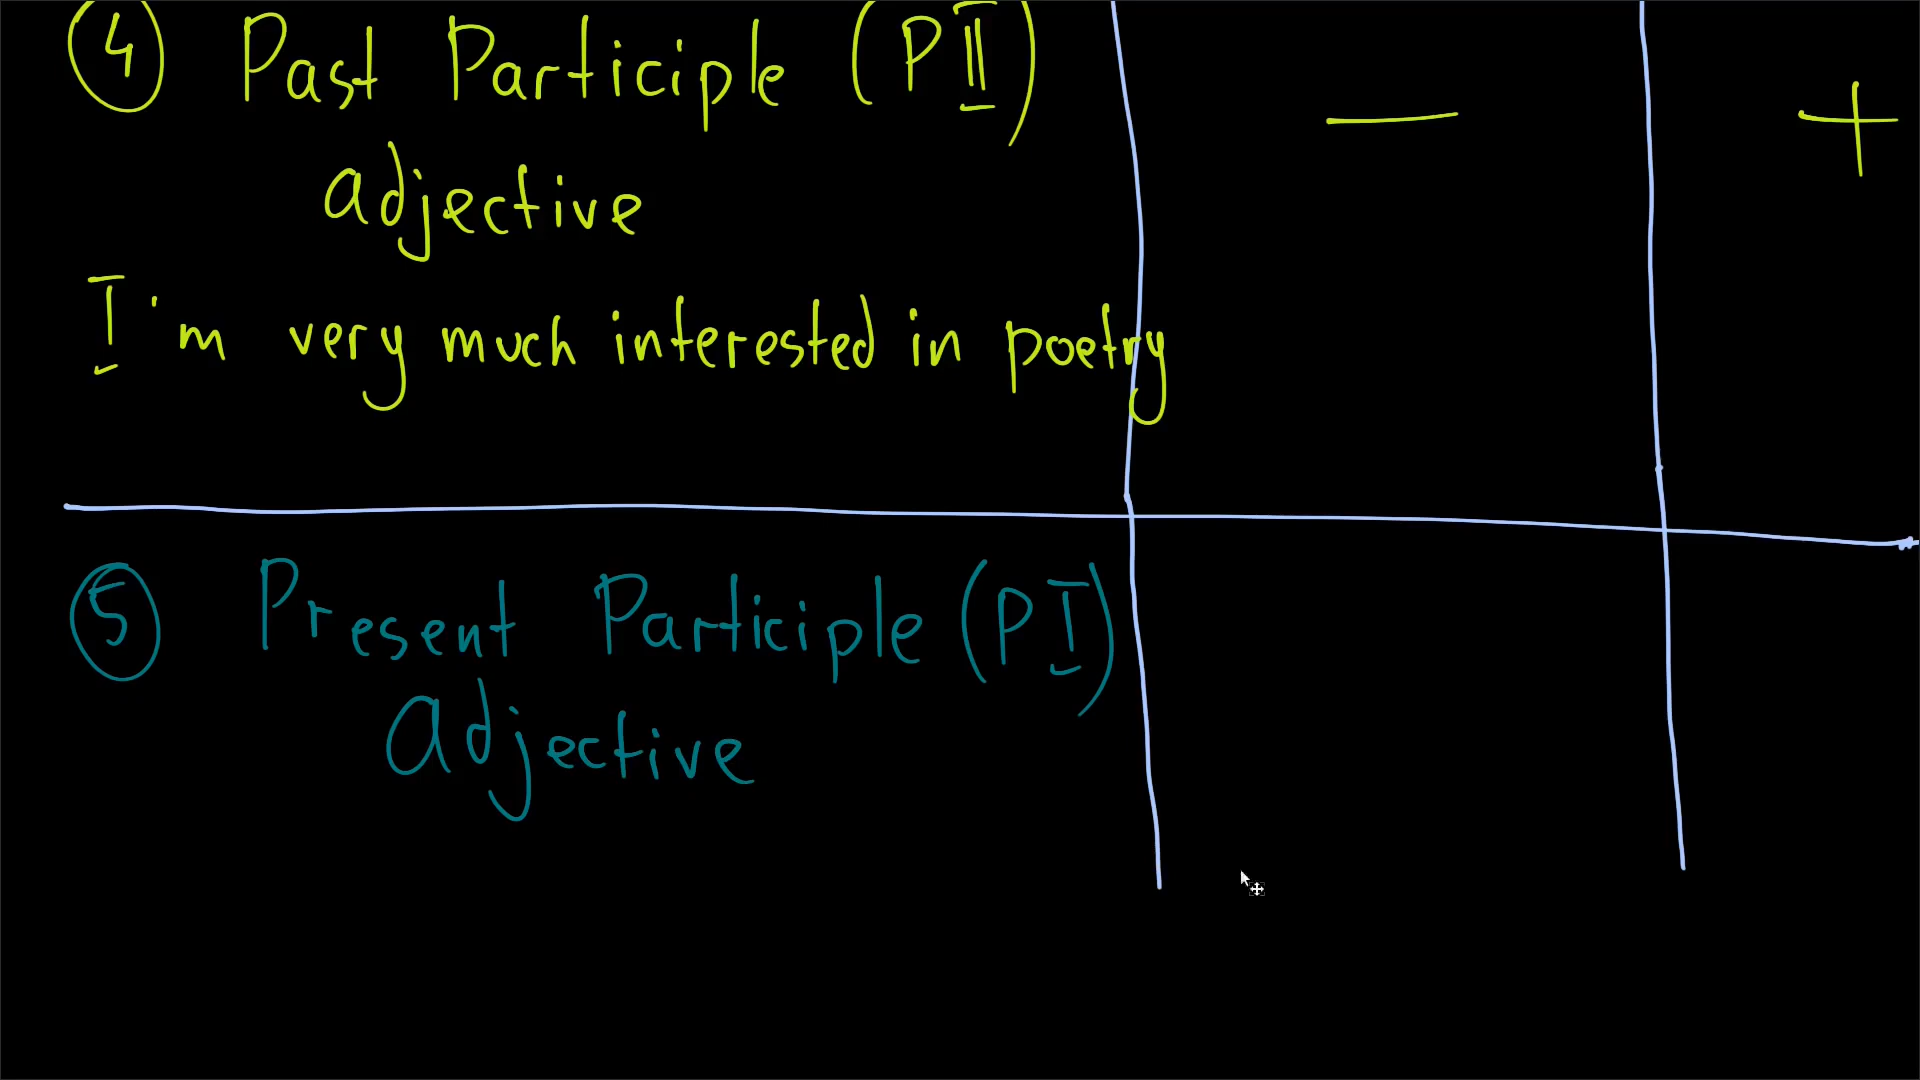 4 Past Participle (PII) — +
adjective
I'm very much interested in poetry
5 Present Participle (PI)
Adjective